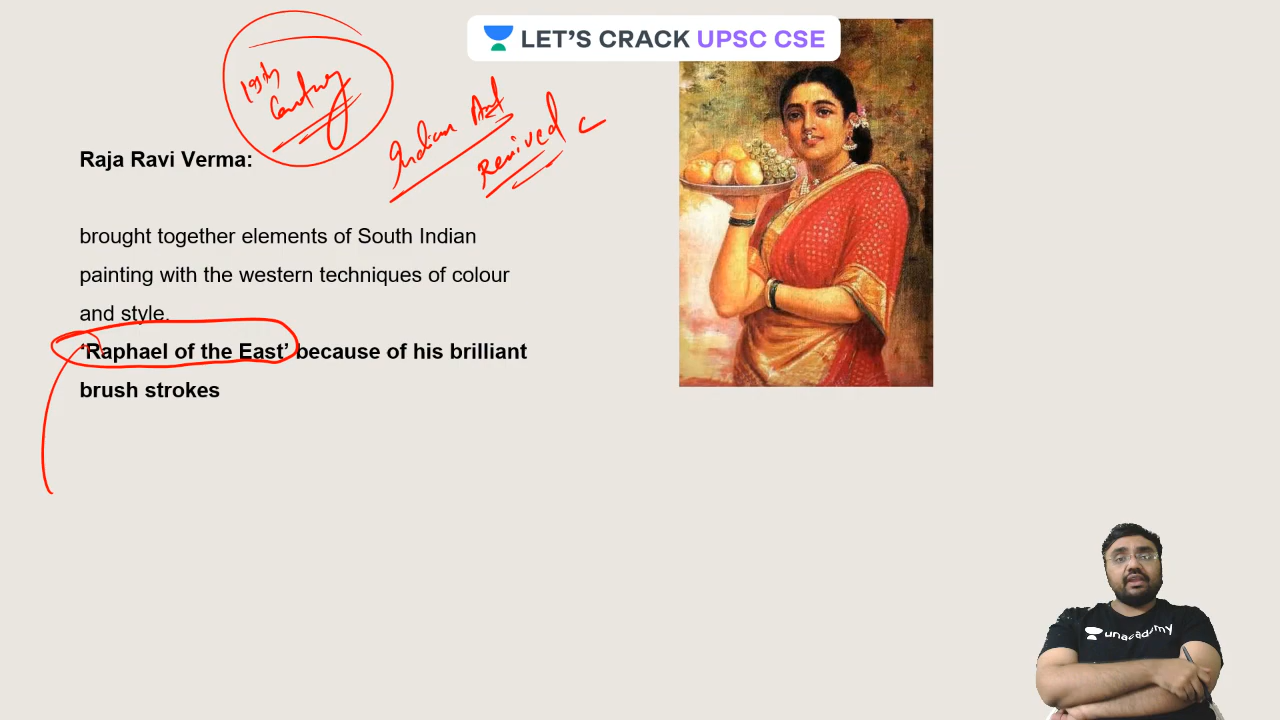 LET'S CRACK UPSC CSE
19th
Century
Indian Art
Revived
Raja Ravi Verma:
brought together elements of South Indian
painting with the western techniques of colour
and style.
‘Raphael of the East’ because of his brilliant
brush strokes
unacademy